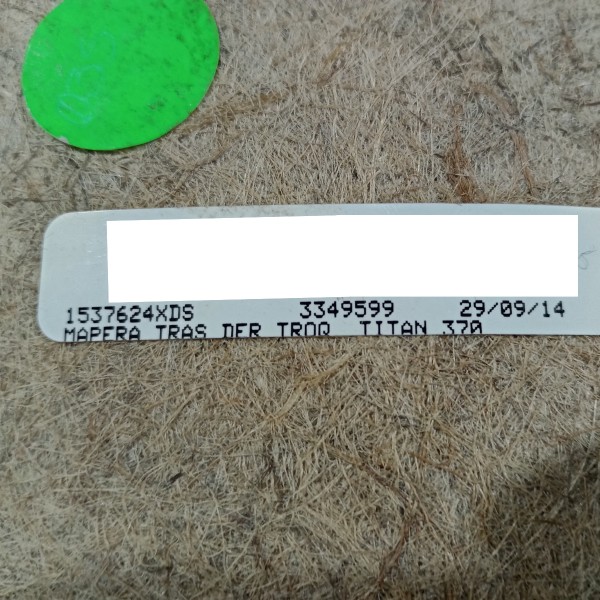 1537624XDS 3349599 29/09/14
MAPERA TRAS DER TROQ TITAN 370